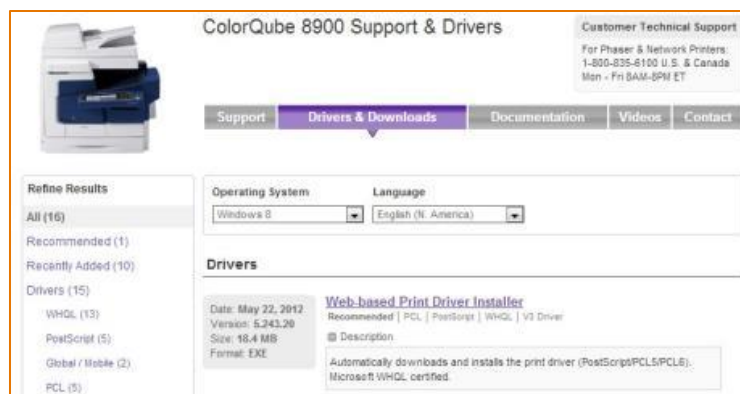 ColorQube 8900 Support & Drivers
Customer Technical Support
For Phaser & Network Printers:
1-800-835-6100 U.S. & Canada
Mon - Fri 8AM-8PM ET
Support
Drivers & Downloads
Documentation
Videos
Contact
Refine Results
All (16)
Recommended (1)
Recently Added (10)
Drivers (15)
WHQL (13)
PostScript (5)
Global / Mobile (2)
PCL (5)
Operating System
Language
Windows 8
English (N. America)
Drivers
Date: May 22, 2012
Version: 5.243.20
Size: 18.4 MB
Format: EXE
Web-based Print Driver Installer
Recommended | PCL | PostScript | WHQL | V3 Driver
Description
Automatically downloads and installs the print driver (PostScript/PCL5/PCL6).
Microsoft WHQL certified.